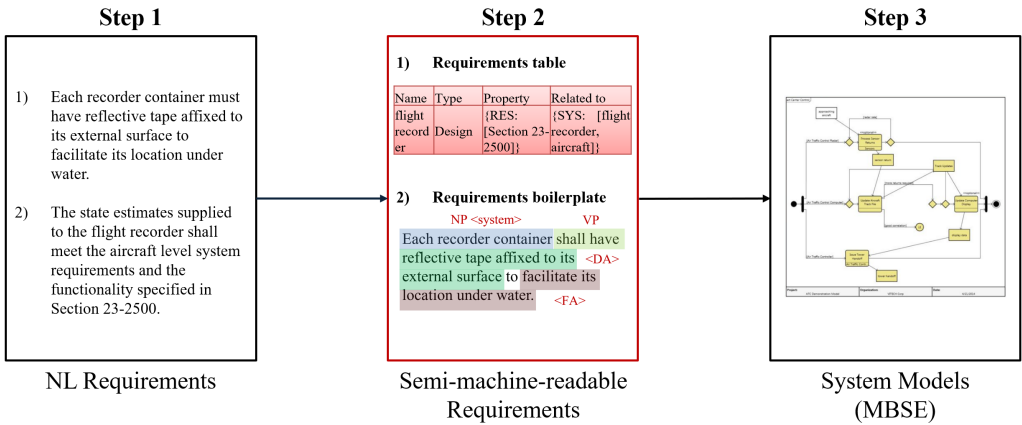 Step 1
Step 2
Step 3
1) Each recorder container must
have reflective tape affixed to
its external surface to
facilitate its location under
water.
2) The state estimates supplied
to the flight recorder shall
meet the aircraft level system
requirements and the
functionality specified in
Section 23-2500.
NL Requirements
1) Requirements table
Name Type Property Related to
flight recorder Design {RES: [Section 23-2500]} {SYS: [flight recorder, aircraft]}
2) Requirements boilerplate
NP <system> VP
Each recorder container shall have
reflective tape affixed to its <DA>
external surface to facilitate its
location under water.
<FA>
Semi-machine-readable
Requirements
System Models
(MBSE)